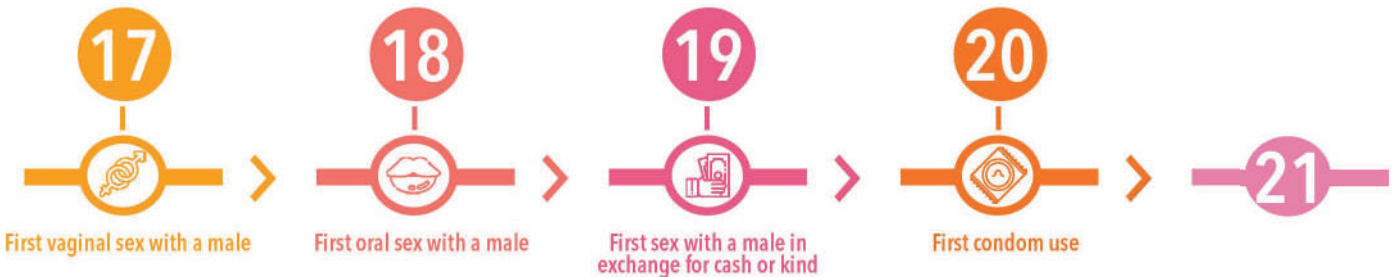 17
18
19
20
21
First vaginal sex with a male
First oral sex with a male
First sex with a male in
exchange for cash or kind
First condom use